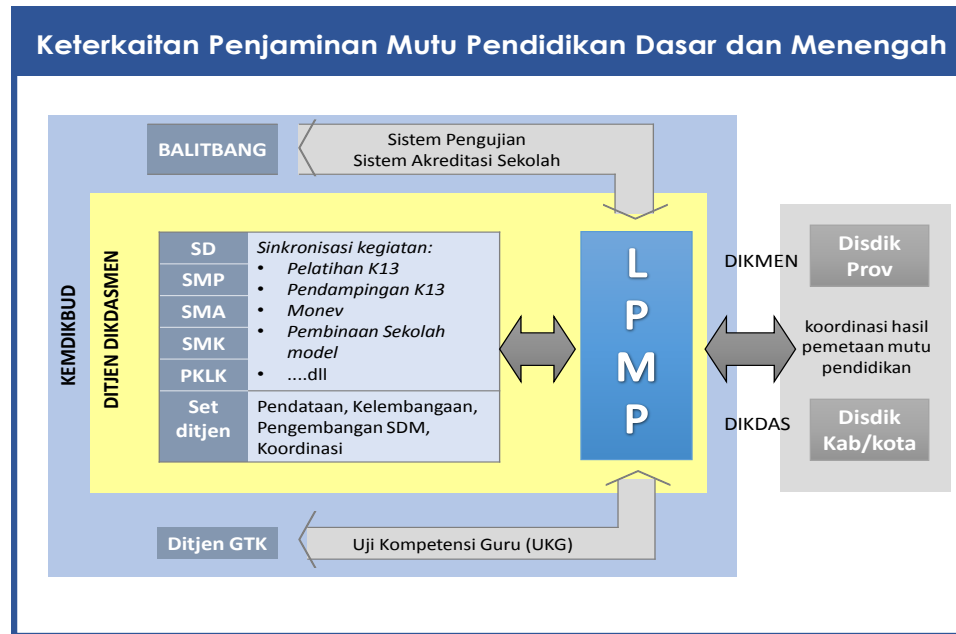 Keterkaitan Penjaminan Mutu Pendidikan Dasar dan Menengah
BALITBANG
Sistem Pengujian
Sistem Akreditasi Sekolah
KEMDIKBUD
DITJEN DIKDASMEN
SD
SMP
SMA
SMK
PKLK
Sinkronisasi kegiatan:
• Pelatihan K13
• Pendampingan K13
• Monev
• Pembinaan Sekolah
model
• ....dll
Set
ditjen
Pendataan, Kelembangaan,
Pengembangan SDM,
Koordinasi
L
P
M
P
DIKMEN
Disdik
Prov
koordinasi hasil
pemetaan mutu
pendidikan
DIKDAS
Disdik
Kab/kota
Ditjen GTK
Uji Kompetensi Guru (UKG)